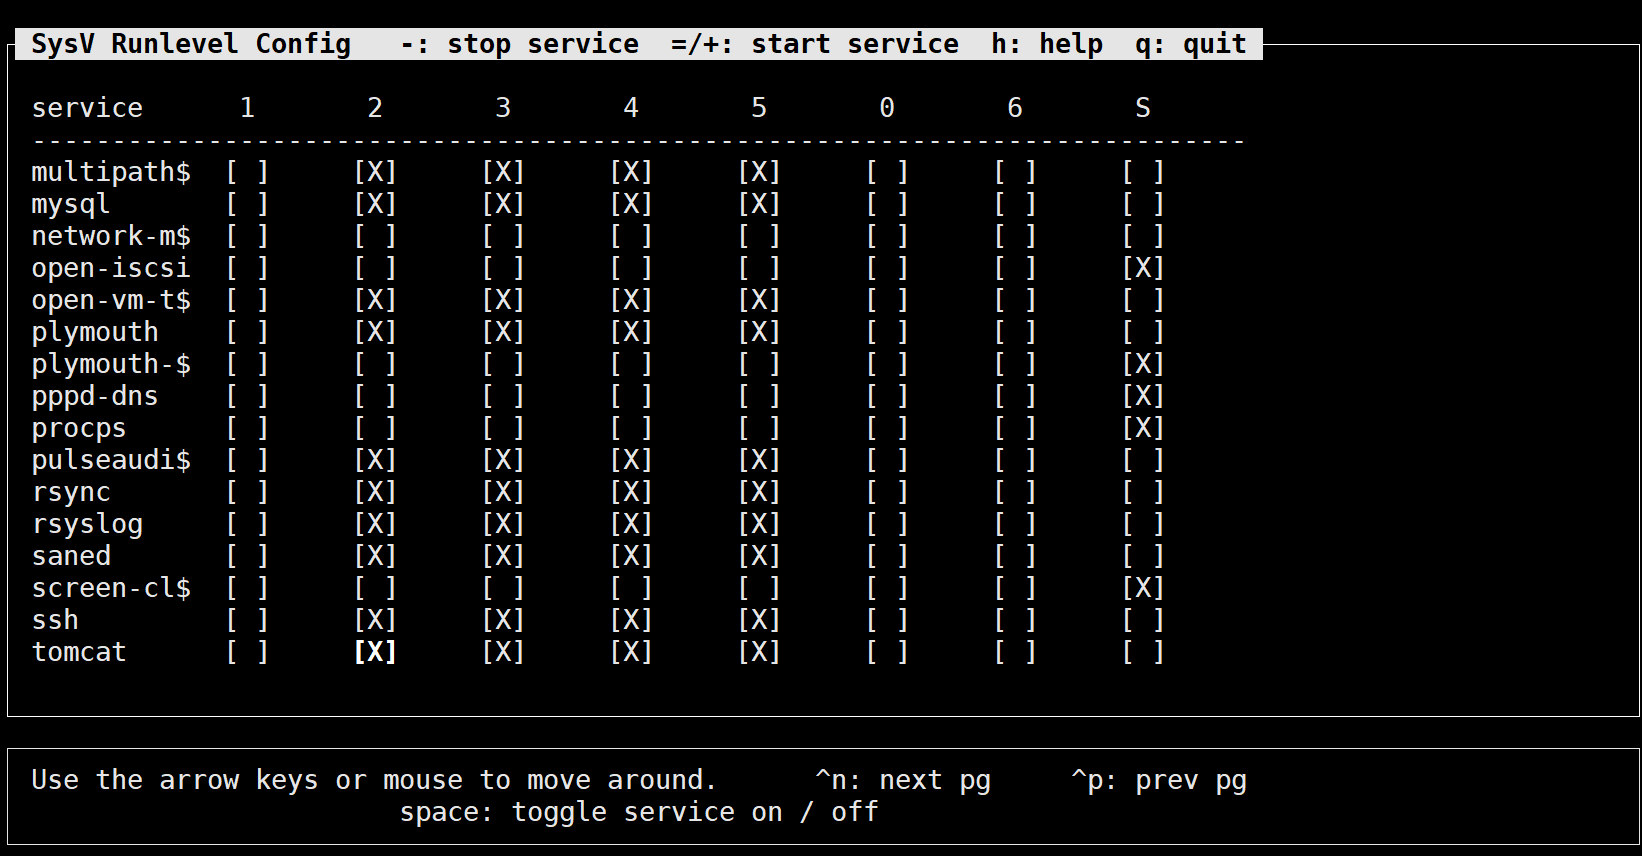 SysV Runlevel Config   -: stop service  =/+: start service  h: help  q: quit
service      1       2       3       4       5       0       6       S
----------------------------------------------------------------------------
multipath$  [ ]     [X]     [X]     [X]     [X]     [ ]     [ ]     [ ]
mysql       [ ]     [X]     [X]     [X]     [X]     [ ]     [ ]     [ ]
network-m$  [ ]     [ ]     [ ]     [ ]     [ ]     [ ]     [ ]     [ ]
open-iscsi  [ ]     [ ]     [ ]     [ ]     [ ]     [ ]     [ ]     [X]
open-vm-t$  [ ]     [X]     [X]     [X]     [X]     [ ]     [ ]     [ ]
plymouth    [ ]     [X]     [X]     [X]     [X]     [ ]     [ ]     [ ]
plymouth-$  [ ]     [ ]     [ ]     [ ]     [ ]     [ ]     [ ]     [X]
pppd-dns    [ ]     [ ]     [ ]     [ ]     [ ]     [ ]     [ ]     [X]
procps      [ ]     [ ]     [ ]     [ ]     [ ]     [ ]     [ ]     [X]
pulseaudi$  [ ]     [X]     [X]     [X]     [X]     [ ]     [ ]     [ ]
rsync       [ ]     [X]     [X]     [X]     [X]     [ ]     [ ]     [ ]
rsyslog     [ ]     [X]     [X]     [X]     [X]     [ ]     [ ]     [ ]
saned       [ ]     [X]     [X]     [X]     [X]     [ ]     [ ]     [ ]
screen-cl$  [ ]     [ ]     [ ]     [ ]     [ ]     [ ]     [ ]     [X]
ssh         [ ]     [X]     [X]     [X]     [X]     [ ]     [ ]     [ ]
tomcat      [ ]     [X]     [X]     [X]     [X]     [ ]     [ ]     [ ]
Use the arrow keys or mouse to move around.      ^n: next pg     ^p: prev pg
space: toggle service on / off